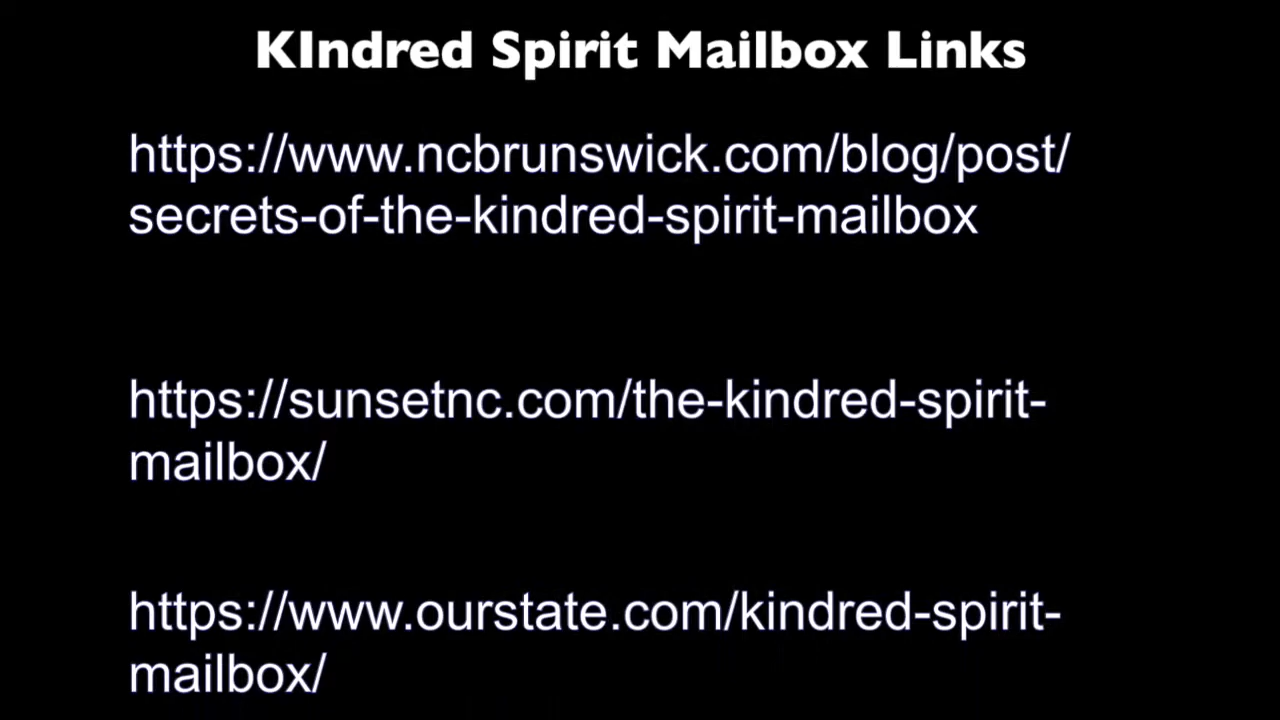 KIndred Spirit Mailbox Links
https://www.ncbrunswick.com/blog/post/
secrets-of-the-kindred-spirit-mailbox
https://sunsetnc.com/the-kindred-spirit-
mailbox/
https://www.ourstate.com/kindred-spirit-
mailbox/